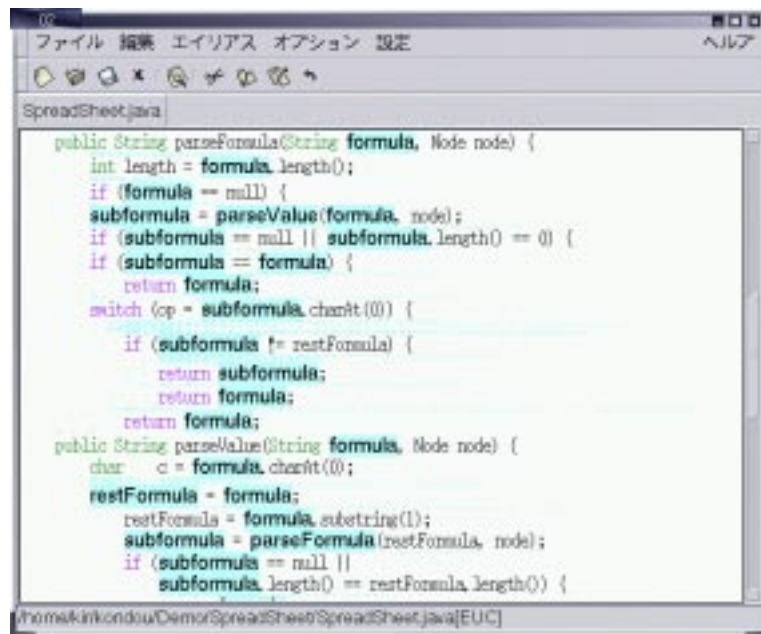 ファイル 編集 エイリアス オプション 設定 ヘルプ
SpreadSheet.java
public String parseFormula(String formula, Node node) {
int length = formula.length();
if (formula == null) {
subformula = parseValue(formula, node);
if (subformula == null || subformula.length() == 0) {
if (subformula == formula) {
return formula;
switch (op = subformula.charAt(0)) {
if (subformula != restFormula) {
return subformula;
return formula;
return formula;
public String parseValue(String formula, Node node) {
char c = formula.charAt(0);
restFormula = formula;
restFormula = formula.substring(1);
subformula = parseFormula(restFormula, node);
if (subformula == null ||
subformula.length() == restFormula.length()) {
/home/kin/kondou/Demo/SpreadSheet/SpreadSheet.java[EUC]